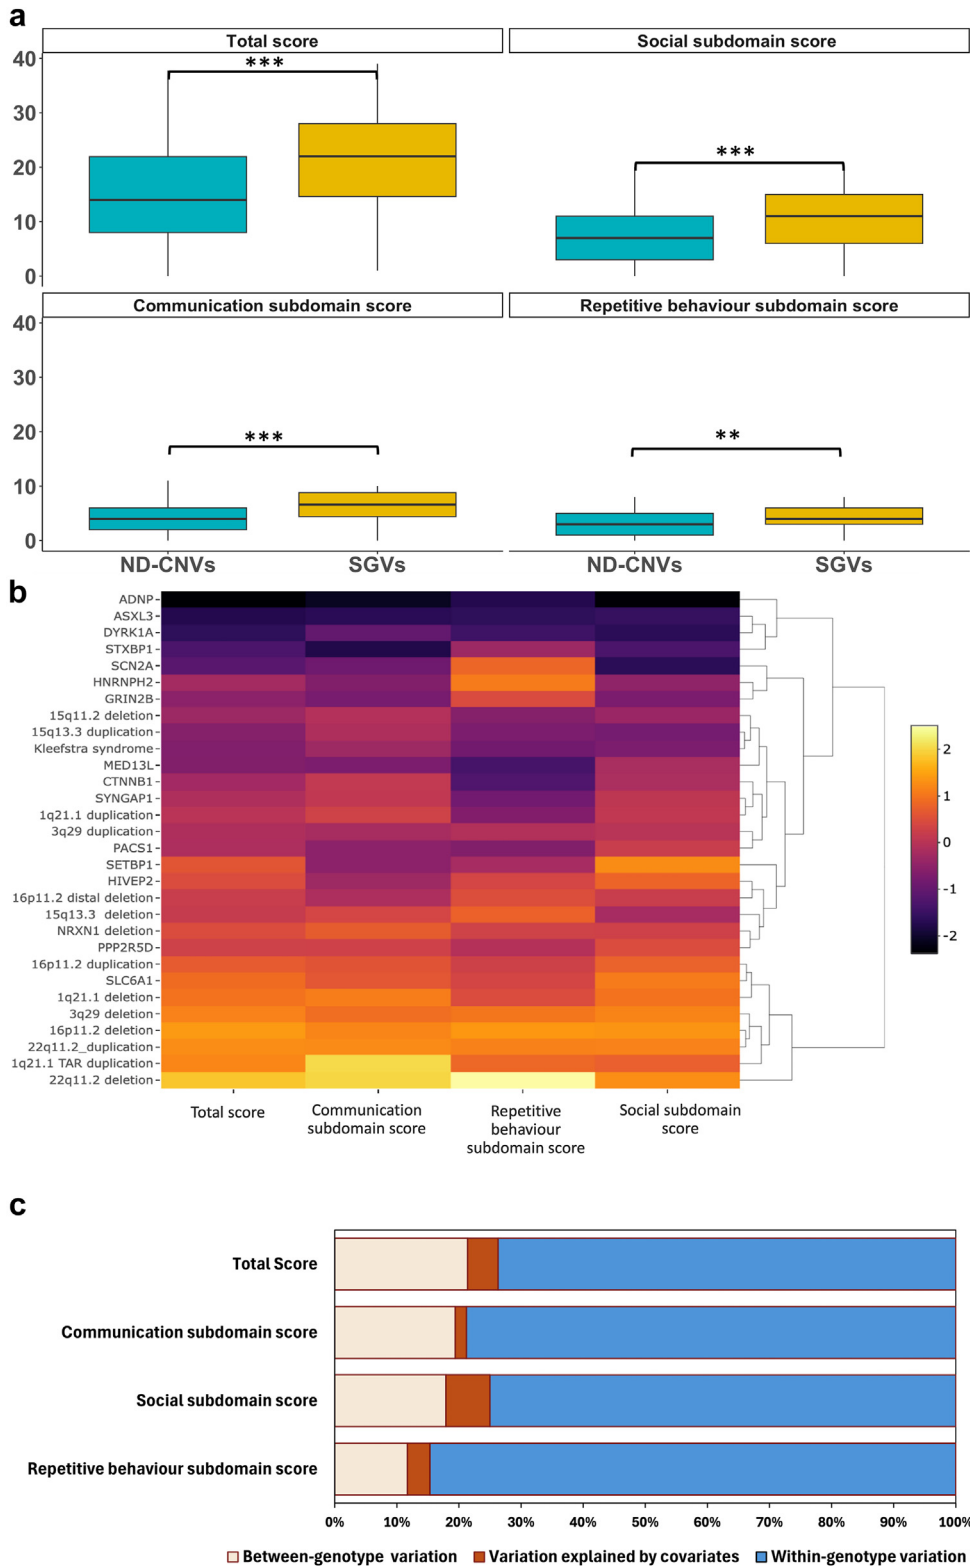 a
Total score
Social subdomain score
40
30
20
10
0
***
***
Communication subdomain score
Repetitive behaviour subdomain score
40
30
20
10
0
***
**
ND-CNVs
SGVs
ND-CNVs
SGVs
b
ADNP
ASXL3
DYRK1A
STXBP1
SCN2A
HNRNPH2
GRIN2B
15q11.2 deletion
15q13.3 duplication
Kleefstra syndrome
MED13L
CTNNB1
SYNGAP1
1q21.1 duplication
3q29 duplication
PACS1
SETBP1
HIVEP2
16p11.2 distal deletion
15q13.3 deletion
NRXN1 deletion
PPP2R5D
16p11.2 duplication
SLC6A1
1q21.1 deletion
3q29 deletion
16p11.2 deletion
22q11.2_duplication
1q21.1 TAR duplication
22q11.2 deletion
2
1
0
-1
-2
Total score
Communication
subdomain score
Repetitive
behaviour
subdomain score
Social subdomain
score
c
Total Score
Communication subdomain score
Social subdomain score
Repetitive behaviour subdomain score
0% 10% 20% 30% 40% 50% 60% 70% 80% 90% 100%
Between-genotype variation Variation explained by covariates Within-genotype variation